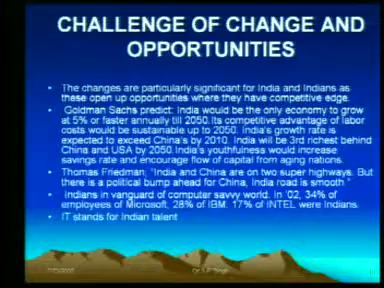 CHALLENGE OF CHANGE AND
OPPORTUNITIES
• The changes are particularly significant for India and Indians as
these open up opportunities where they have competitive edge.
• Goldman Sachs predict: India would be the only economy to grow
at 5% or faster annually till 2050.Its competitive advantage of labor
costs would be sustainable up to 2050. India's growth rate is
expected to exceed China's by 2010. India will be 3rd richest behind
China and USA by 2050.India's youthfulness would increase
savings rate and encourage flow of capital from aging nations.
• Thomas Friedman: "India and China are on two super highways. But
there is a political bump ahead for China, India road is smooth."
• Indians in vanguard of computer savvy world. In '02, 34% of
employees of Microsoft, 28% of IBM. 17% of INTEL were Indians.
• IT stands for Indian talent